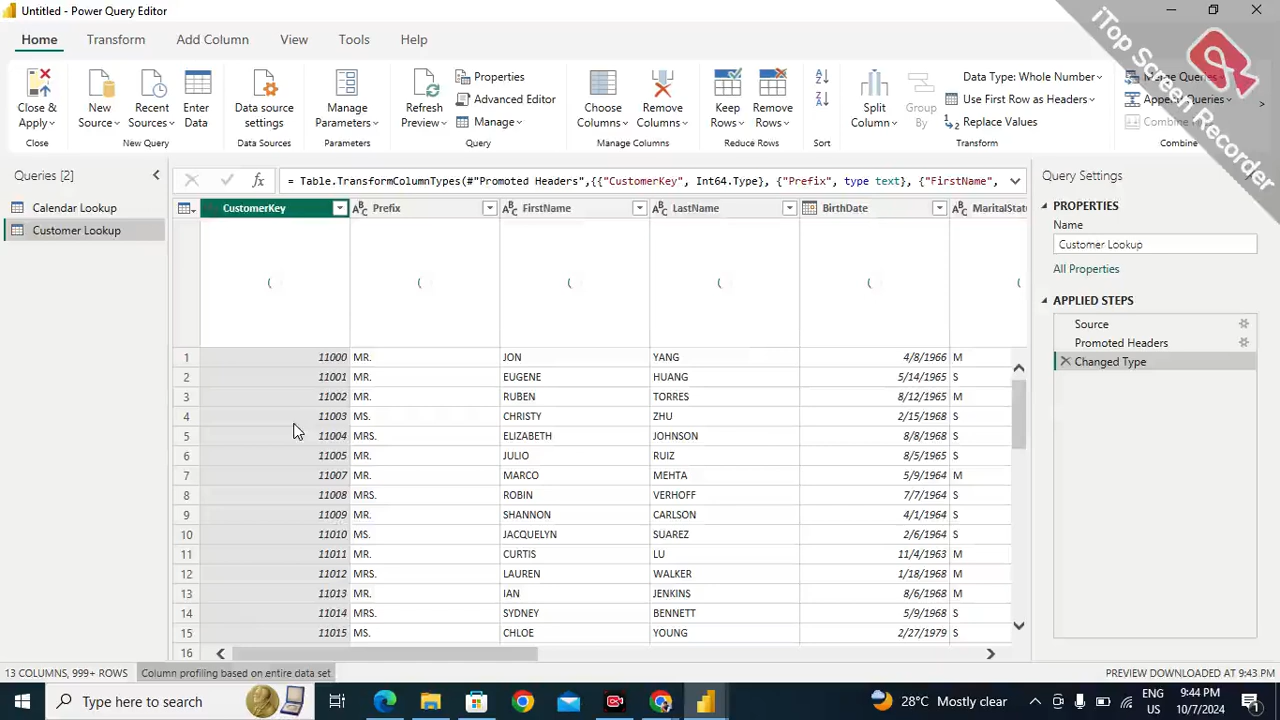 Untitled - Power Query Editor
iTop Screen Recorder
Home Transform Add Column View Tools Help
Close & Apply
Close
New Source
Recent Sources
Enter Data
New Query
Data source settings
Data Sources
Manage Parameters
Parameters
Refresh Preview
Properties
Advanced Editor
Manage
Query
Choose Columns
Remove Columns
Manage Columns
Keep Rows
Remove Rows
Reduce Rows
Sort
Split Column
Group By
Data Type: Whole Number
Use First Row as Headers
Replace Values
Transform
Merge Queries
Combine
Queries [2]
Calendar Lookup
Customer Lookup
fx = Table.TransformColumnTypes(#"Promoted Headers",{{"CustomerKey", Int64.Type}, {"Prefix", type text}, {"FirstName",
CustomerKey Prefix FirstName LastName BirthDate MaritalStat
1 11000 MR. JON YANG 4/8/1966 M
2 11001 MR. EUGENE HUANG 5/14/1965 S
3 11002 MR. RUBEN TORRES 8/12/1965 M
4 11003 MS. CHRISTY ZHU 2/15/1968 S
5 11004 MRS. ELIZABETH JOHNSON 8/8/1968 S
6 11005 MR. JULIO RUIZ 8/5/1965 S
7 11007 MR. MARCO MEHTA 5/9/1964 M
8 11008 MRS. ROBIN VERHOFF 7/7/1964 S
9 11009 MR. SHANNON CARLSON 4/1/1964 S
10 11010 MS. JACQUELYN SUAREZ 2/6/1964 S
11 11011 MR. CURTIS LU 11/4/1963 M
12 11012 MRS. LAUREN WALKER 1/18/1968 M
13 11013 MR. IAN JENKINS 8/6/1968 M
14 11014 MRS. SYDNEY BENNETT 5/9/1968 S
15 11015 MS. CHLOE YOUNG 2/27/1979 S
16
Query Settings
PROPERTIES
Name
Customer Lookup
All Properties
APPLIED STEPS
Source
Promoted Headers
Changed Type
13 COLUMNS, 999+ ROWS Column profiling based on entire data set
PREVIEW DOWNLOADED AT 9:43 PM
Type here to search
28°C Mostly clear
ENG US
9:44 PM
10/7/2024
1